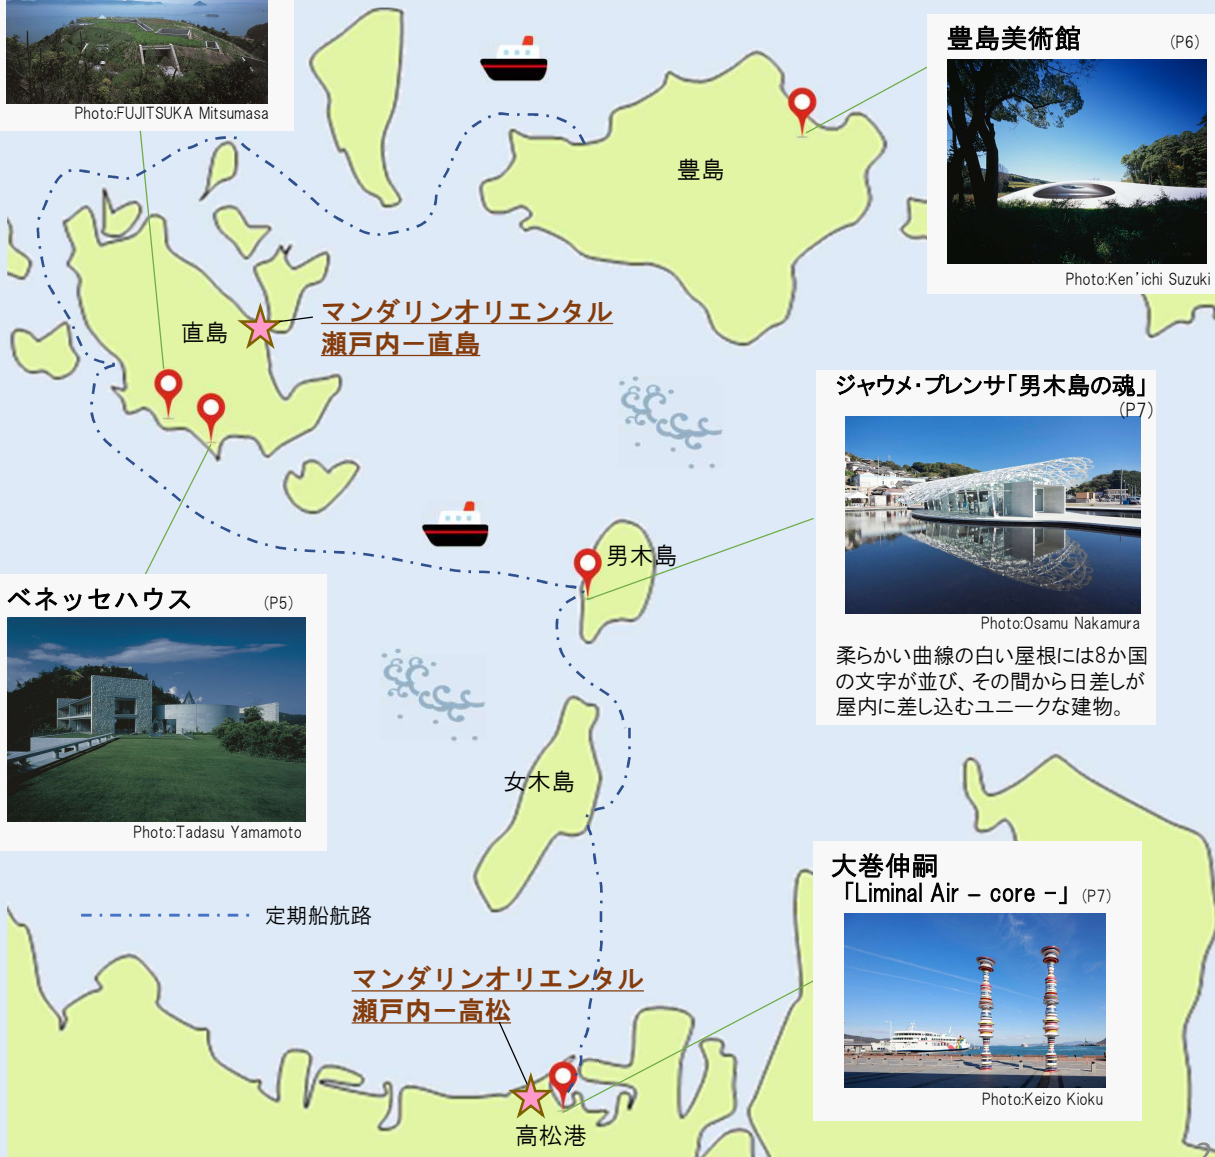 Photo:FUJITSUKA Mitsumasa
豊島美術館 (P6)
Photo:Ken'ichi Suzuki
豊島
マンダリンオリエンタル
瀬戸内－直島
直島
ジャウメ・プレンサ「男木島の魂」
(P7)
Photo:Osamu Nakamura
柔らかい曲線の白い屋根には8か国
の文字が並び、その間から日差しが
屋内に差し込むユニークな建物。
男木島
ベネッセハウス (P5)
Photo:Tadasu Yamamoto
女木島
定期船航路
大巻伸嗣
「Liminal Air – core -」 (P7)
Photo:Keizo Kioku
マンダリンオリエンタル
瀬戸内－高松
高松港